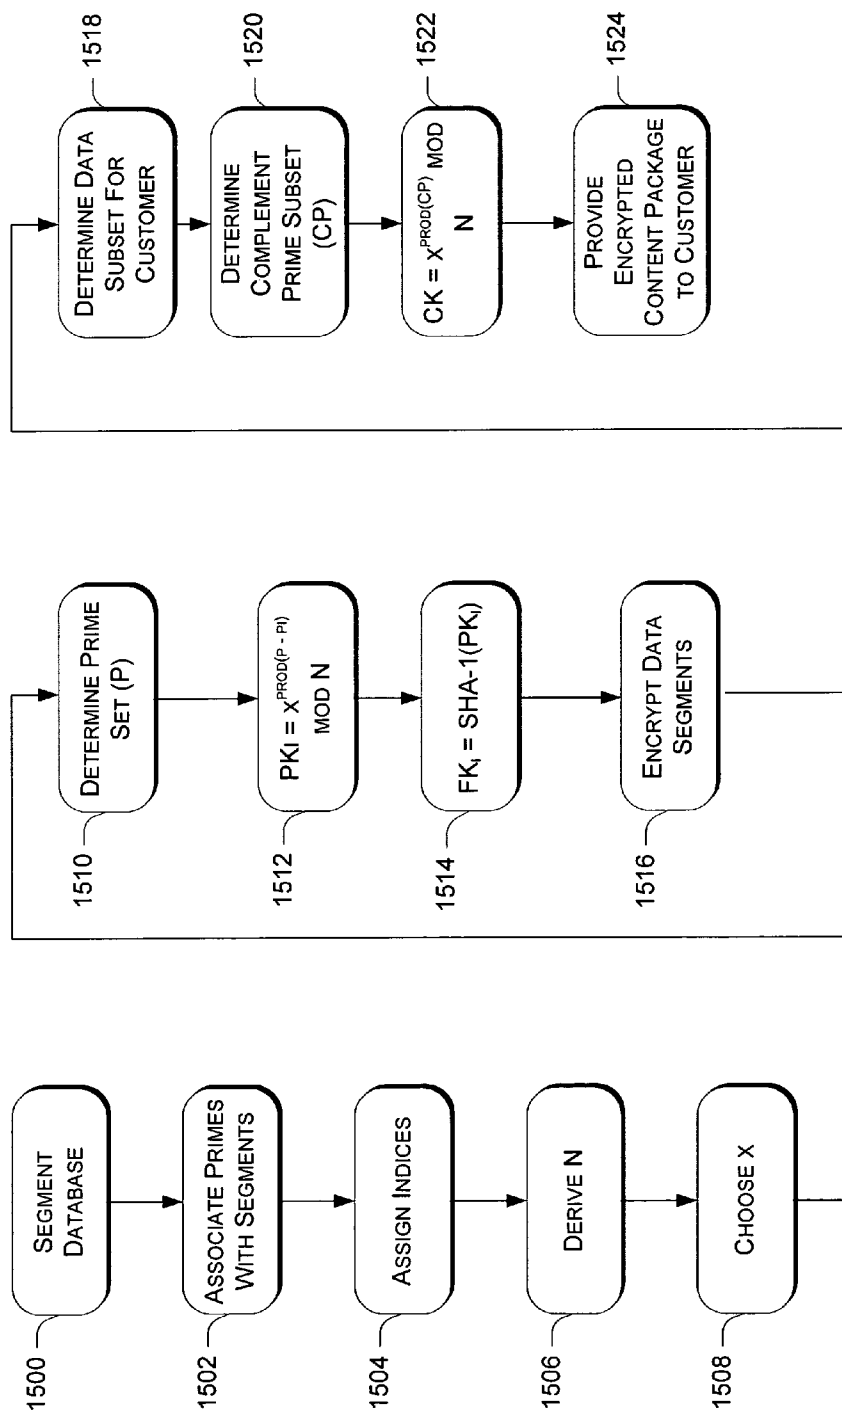 1500
SEGMENT
DATABASE
1502
ASSOCIATE PRIMES
WITH SEGMENTS
1504
ASSIGN INDICES
1506
DERIVE N
1508
CHOOSE X
1510
DETERMINE PRIME
SET (P)
1512
PKI = X^PROD(P - PI)
MOD N
1514
FKI = SHA-1(PKI)
1516
ENCRYPT DATA
SEGMENTS
1518
DETERMINE DATA
SUBSET FOR
CUSTOMER
1520
DETERMINE
COMPLEMENT
PRIME SUBSET
(CP)
1522
CK = X^PROD(CP) MOD
N
1524
PROVIDE
ENCRYPTED
CONTENT PACKAGE
TO CUSTOMER